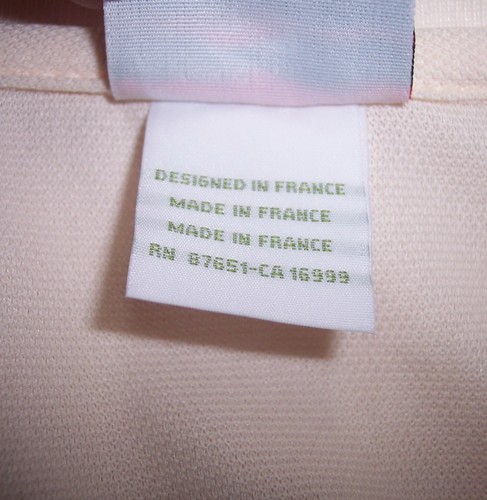 DESIGNED IN FRANCE
MADE IN FRANCE
MADE IN FRANCE
RN 87651-CA 16999